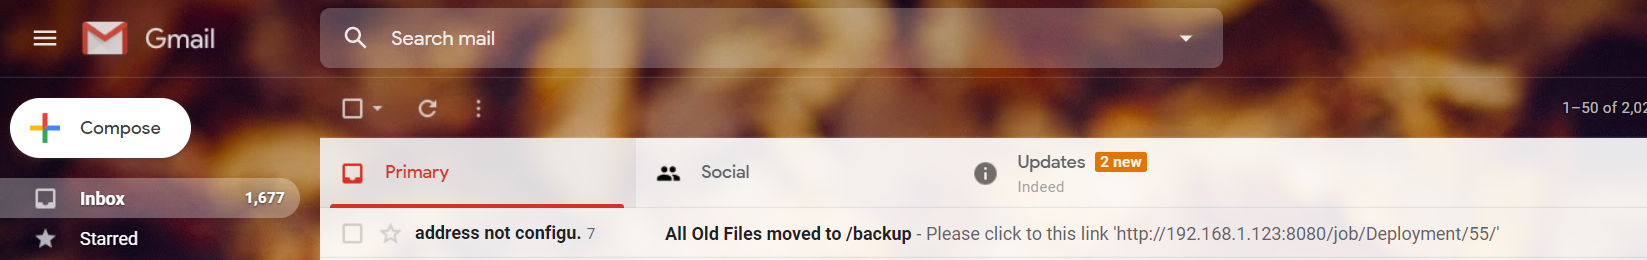 Gmail
Search mail
1–50 of 2,02
Compose
Primary
Social
Updates 2 new
Indeed
Inbox 1,677
address not configu. 7 All Old Files moved to /backup - Please click to this link 'http://192.168.1.123:8080/job/Deployment/55/'
Starred